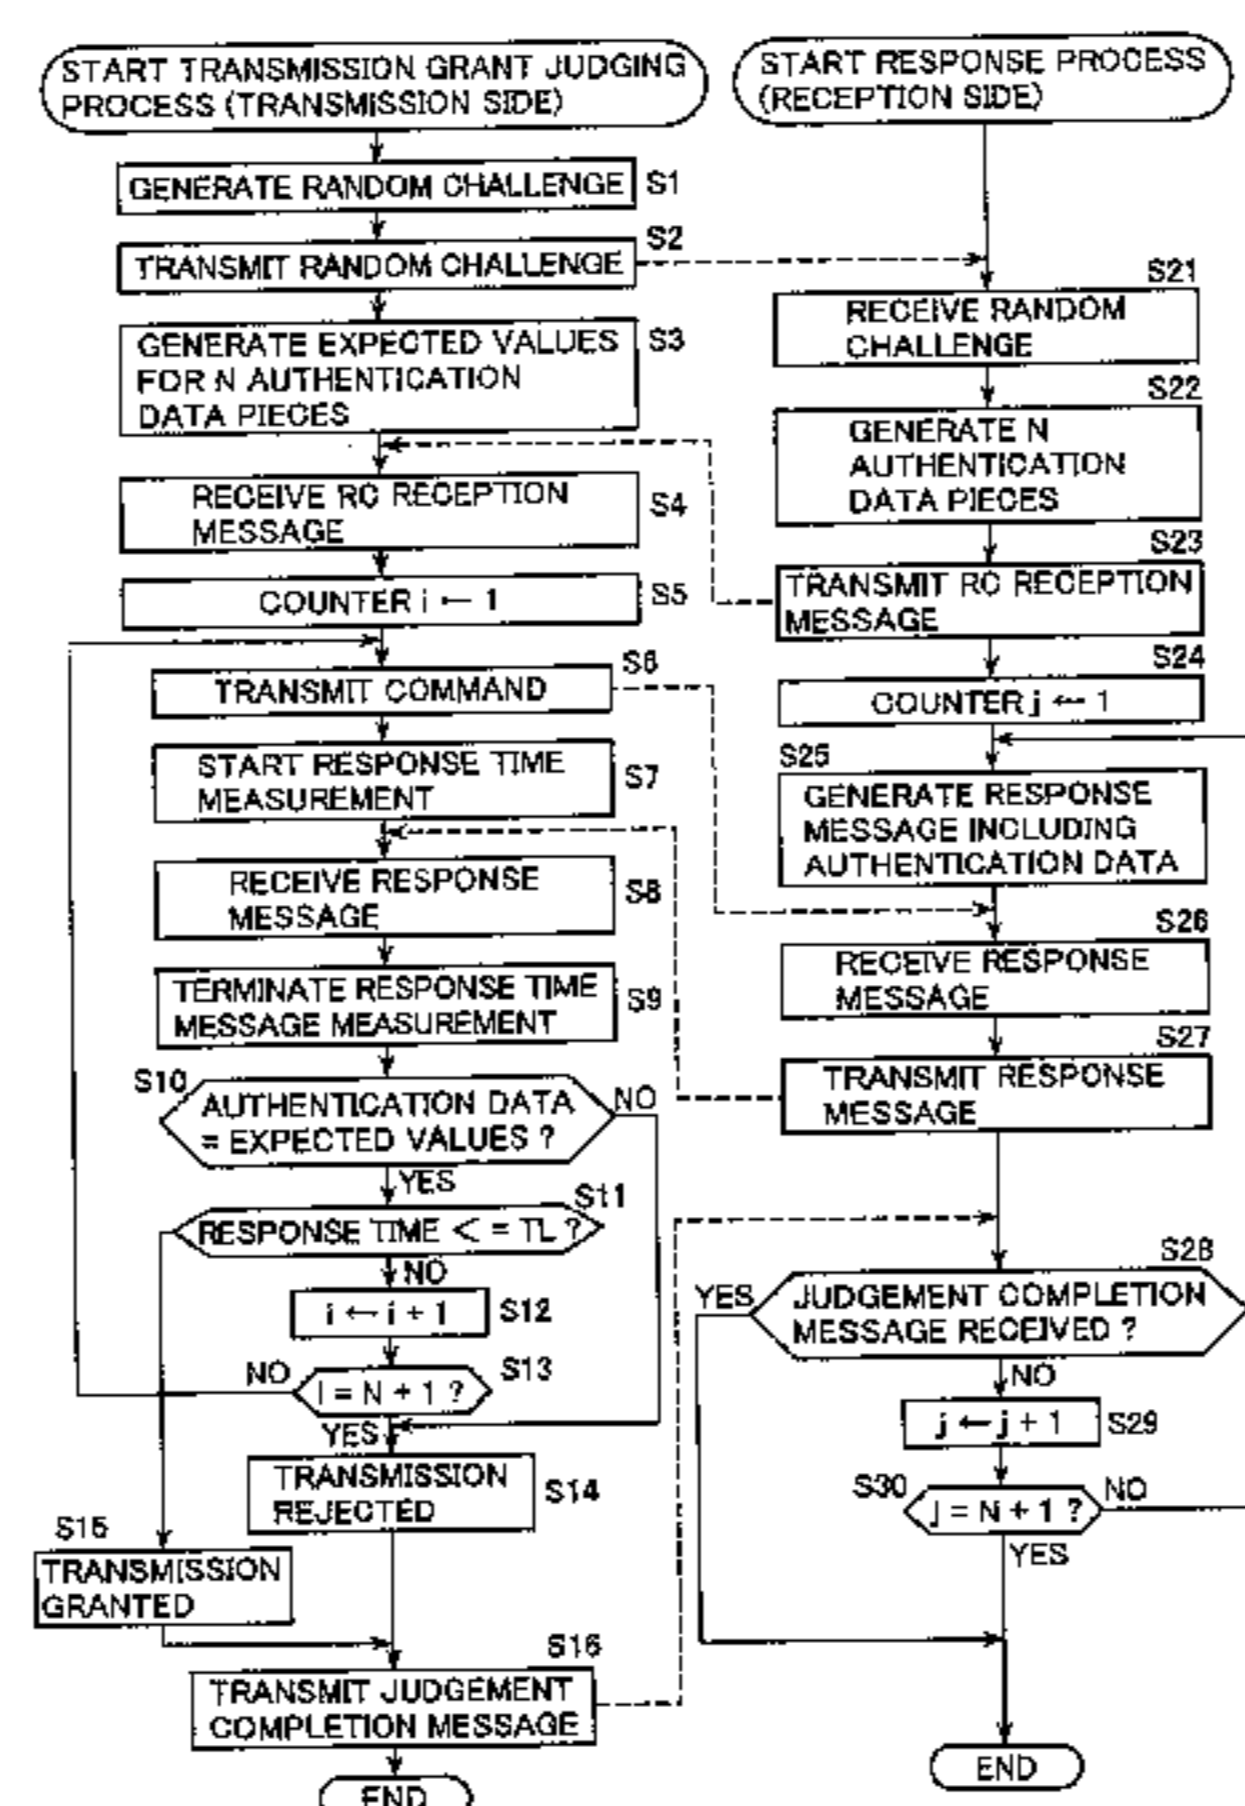 START TRANSMISSION GRANT JUDGING
PROCESS (TRANSMISSION SIDE)
GENERATE RANDOM CHALLENGE
S1
TRANSMIT RANDOM CHALLENGE
S2
GENERATE EXPECTED VALUES
FOR N AUTHENTICATION
DATA PIECES
S3
RECEIVE RC RECEPTION
MESSAGE
S4
COUNTER i ← 1
S5
TRANSMIT COMMAND
S6
START RESPONSE TIME
MEASUREMENT
S7
RECEIVE RESPONSE
MESSAGE
S8
TERMINATE RESPONSE TIME
MESSAGE MEASUREMENT
S9
S10
AUTHENTICATION DATA
= EXPECTED VALUES ?
NO
YES
S11
RESPONSE TIME < = TL ?
NO
i ← i + 1
S12
NO
i = N + 1 ?
S13
YES
TRANSMISSION
REJECTED
S14
S15
TRANSMISSION
GRANTED
S16
TRANSMIT JUDGEMENT
COMPLETION MESSAGE
END
START RESPONSE PROCESS
(RECEPTION SIDE)
S21
RECEIVE RANDOM
CHALLENGE
S22
GENERATE N
AUTHENTICATION
DATA PIECES
S23
TRANSMIT RC RECEPTION
MESSAGE
S24
COUNTER j ← 1
S25
GENERATE RESPONSE
MESSAGE INCLUDING
AUTHENTICATION DATA
S26
RECEIVE RESPONSE
MESSAGE
S27
TRANSMIT RESPONSE
MESSAGE
S28
YES
JUDGEMENT COMPLETION
MESSAGE RECEIVED ?
NO
j ← j + 1
S29
S30
j = N + 1 ?
NO
YES
END